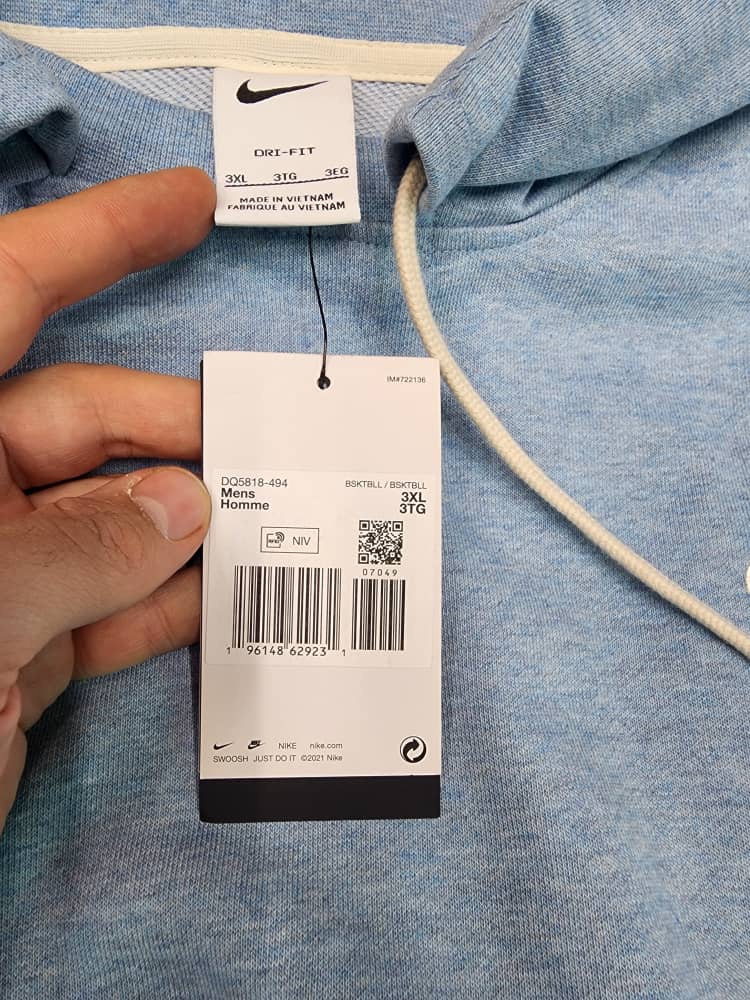 DRI-FIT
3XL 3TG 3EG
MADE IN VIETNAM
FABRIQUE AU VIETNAM
IM#722136
DQ5818-494
Mens
Homme
BSKTBLL / BSKTBLL
3XL
3TG
RFID NIV
07049
1 96148 62923 1
NIKE nike.com
SWOOSH JUST DO IT ©2021 Nike